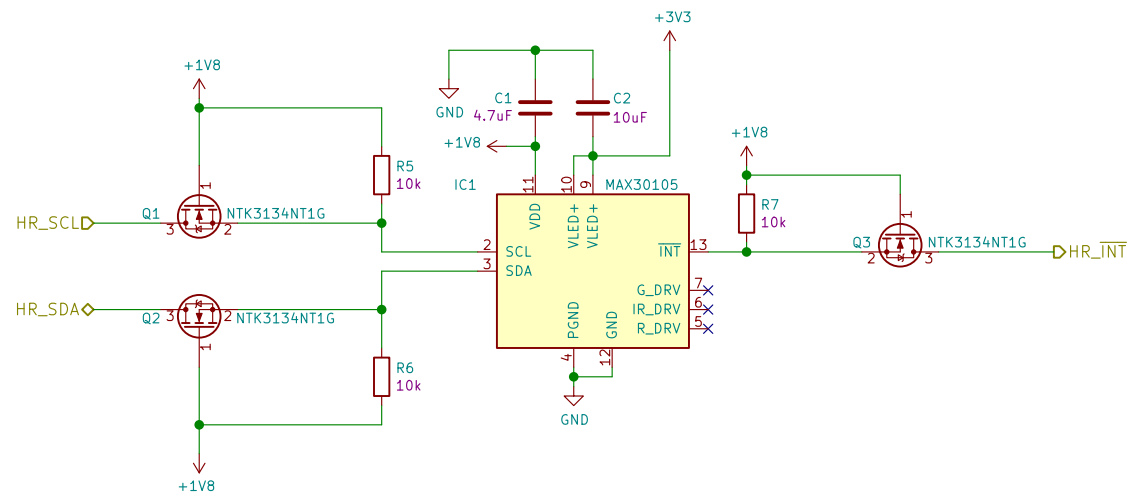 +3V3
+1V8
C1
4.7uF
C2
10uF
GND
+1V8
+1V8
R5
10k
IC1
MAX30105
11
10
9
VDD
VLED+
VLED+
R7
10k
1
Q1
NTK3134NT1G
HR_SCL
3
2
1
Q3
NTK3134NT1G
2
SCL
INT
13
2
3
HR_INT
3
SDA
G_DRV
7
HR_SDA
3
2
Q2
NTK3134NT1G
IR_DRV
6
R_DRV
5
PGND
GND
1
4
12
R6
10k
GND
+1V8